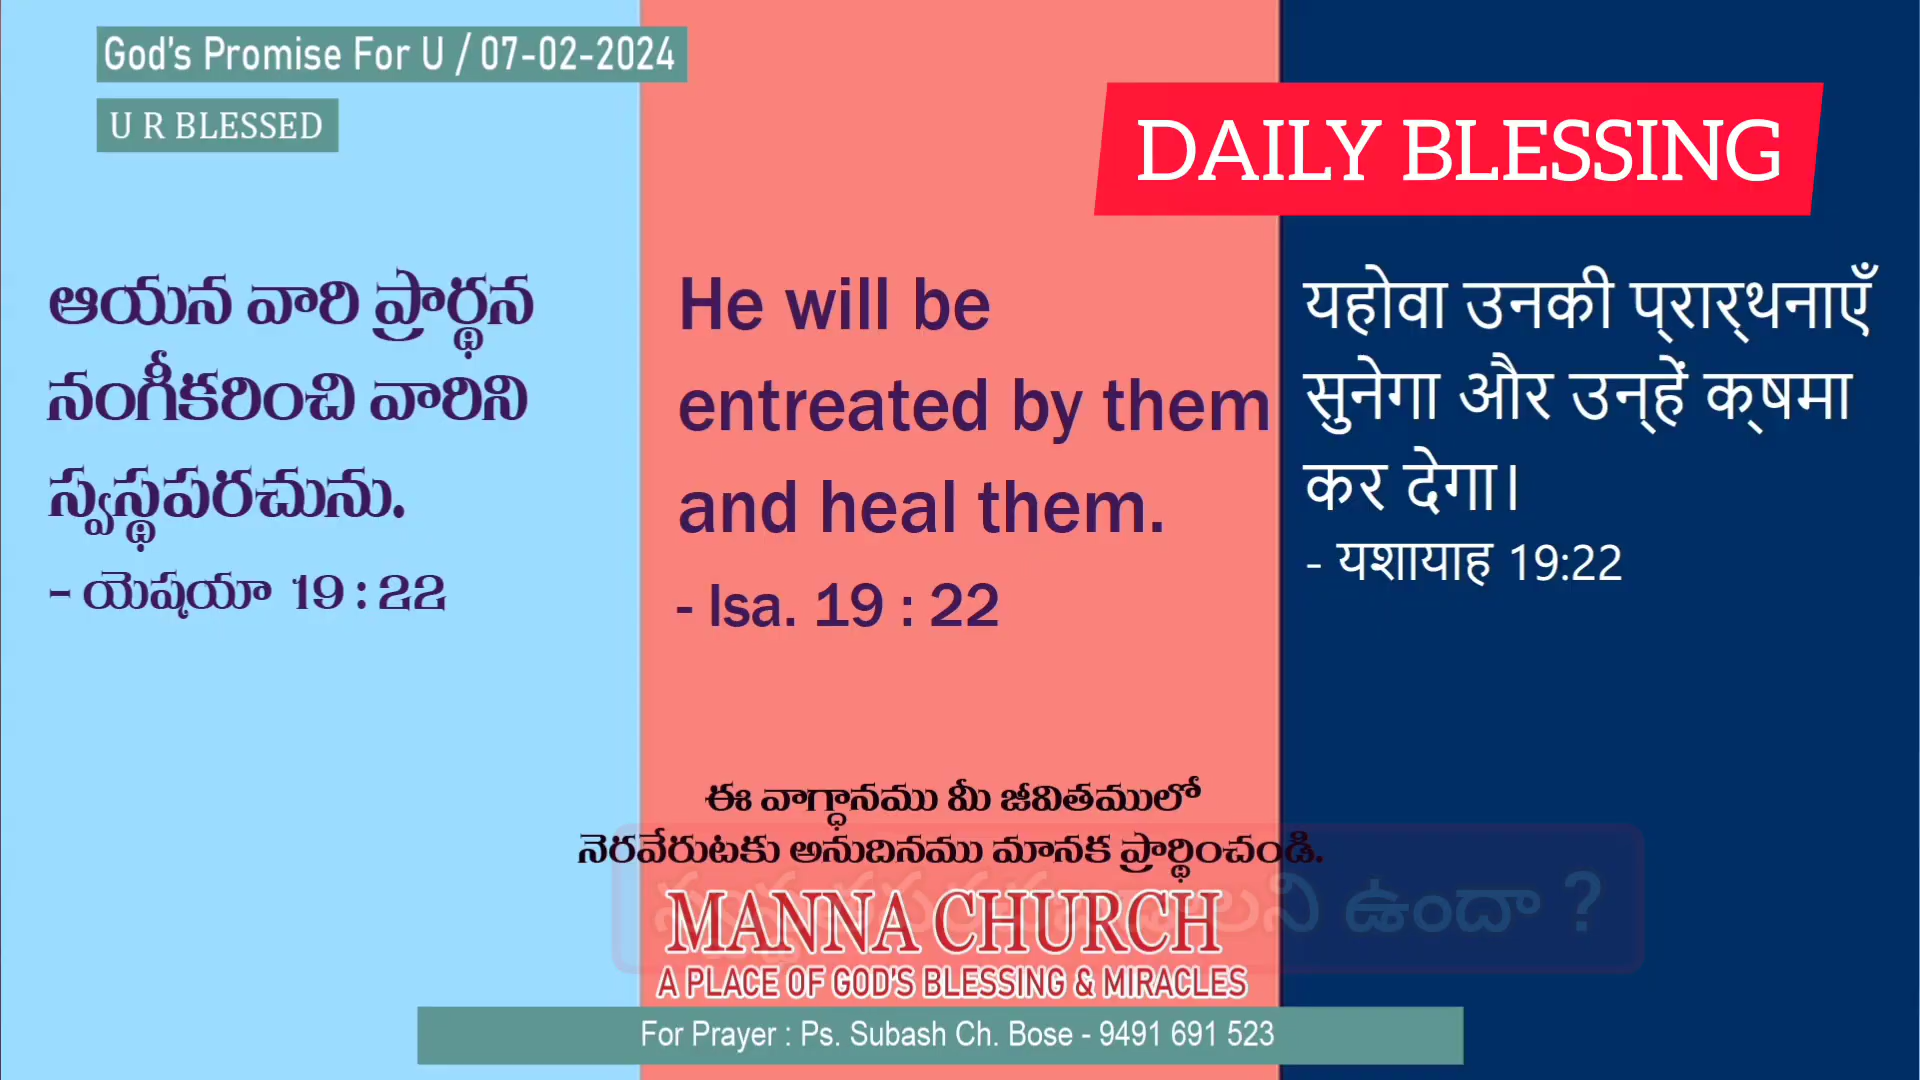 God's Promise For U / 07-02-2024
U R BLESSED
DAILY BLESSING
ఆయన వారి ప్రార్థన
నంగీకరించి వారిని
స్వస్థపరచును.
- యెషయా 19 : 22
He will be
entreated by them
and heal them.
- Isa. 19 : 22
यहोवा उनकी प्रार्थनाएँ
सुनेगा और उन्हें क्षमा
कर देगा।
- यशायाह 19:22
ఈ వాగ్ధానము మీ జీవితములో
నెరవేరుటకు అనుదినము మానక ప్రార్థించండి.
ఉందా ?
MANNA CHURCH
A PLACE OF GOD'S BLESSING & MIRACLES
For Prayer : Ps. Subash Ch. Bose - 9491 691 523